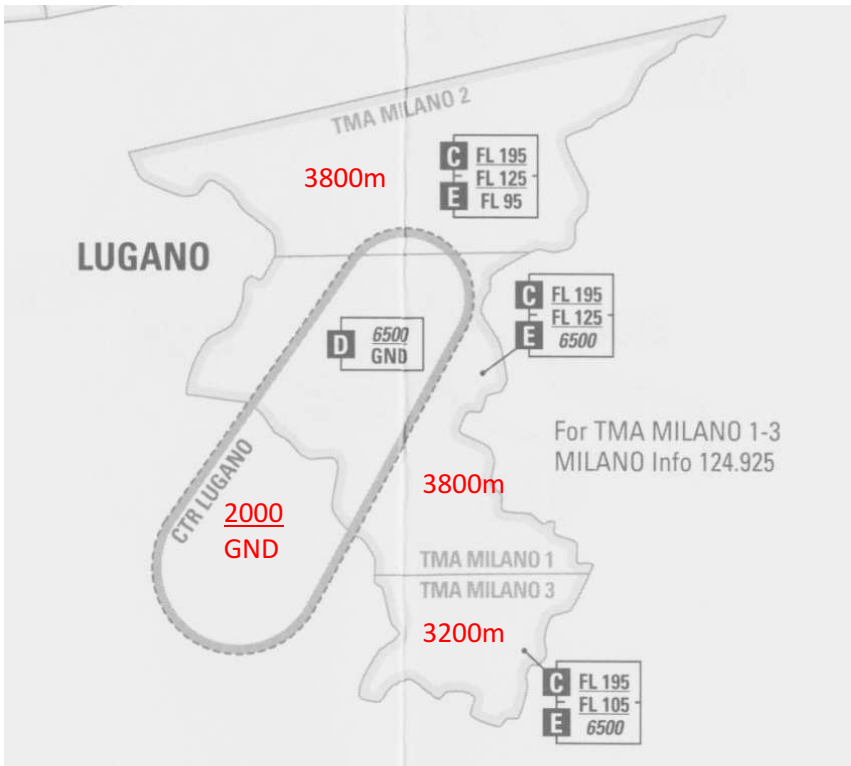 TMA MILANO 2
3800m
C FL 195
FL 125
E FL 95
LUGANO
C FL 195
FL 125
E 6500
D 6500
GND
For TMA MILANO 1-3
MILANO Info 124.925
CTR LUGANO
3800m
2000
GND
TMA MILANO 1
TMA MILANO 3
3200m
C FL 195
FL 105
E 6500